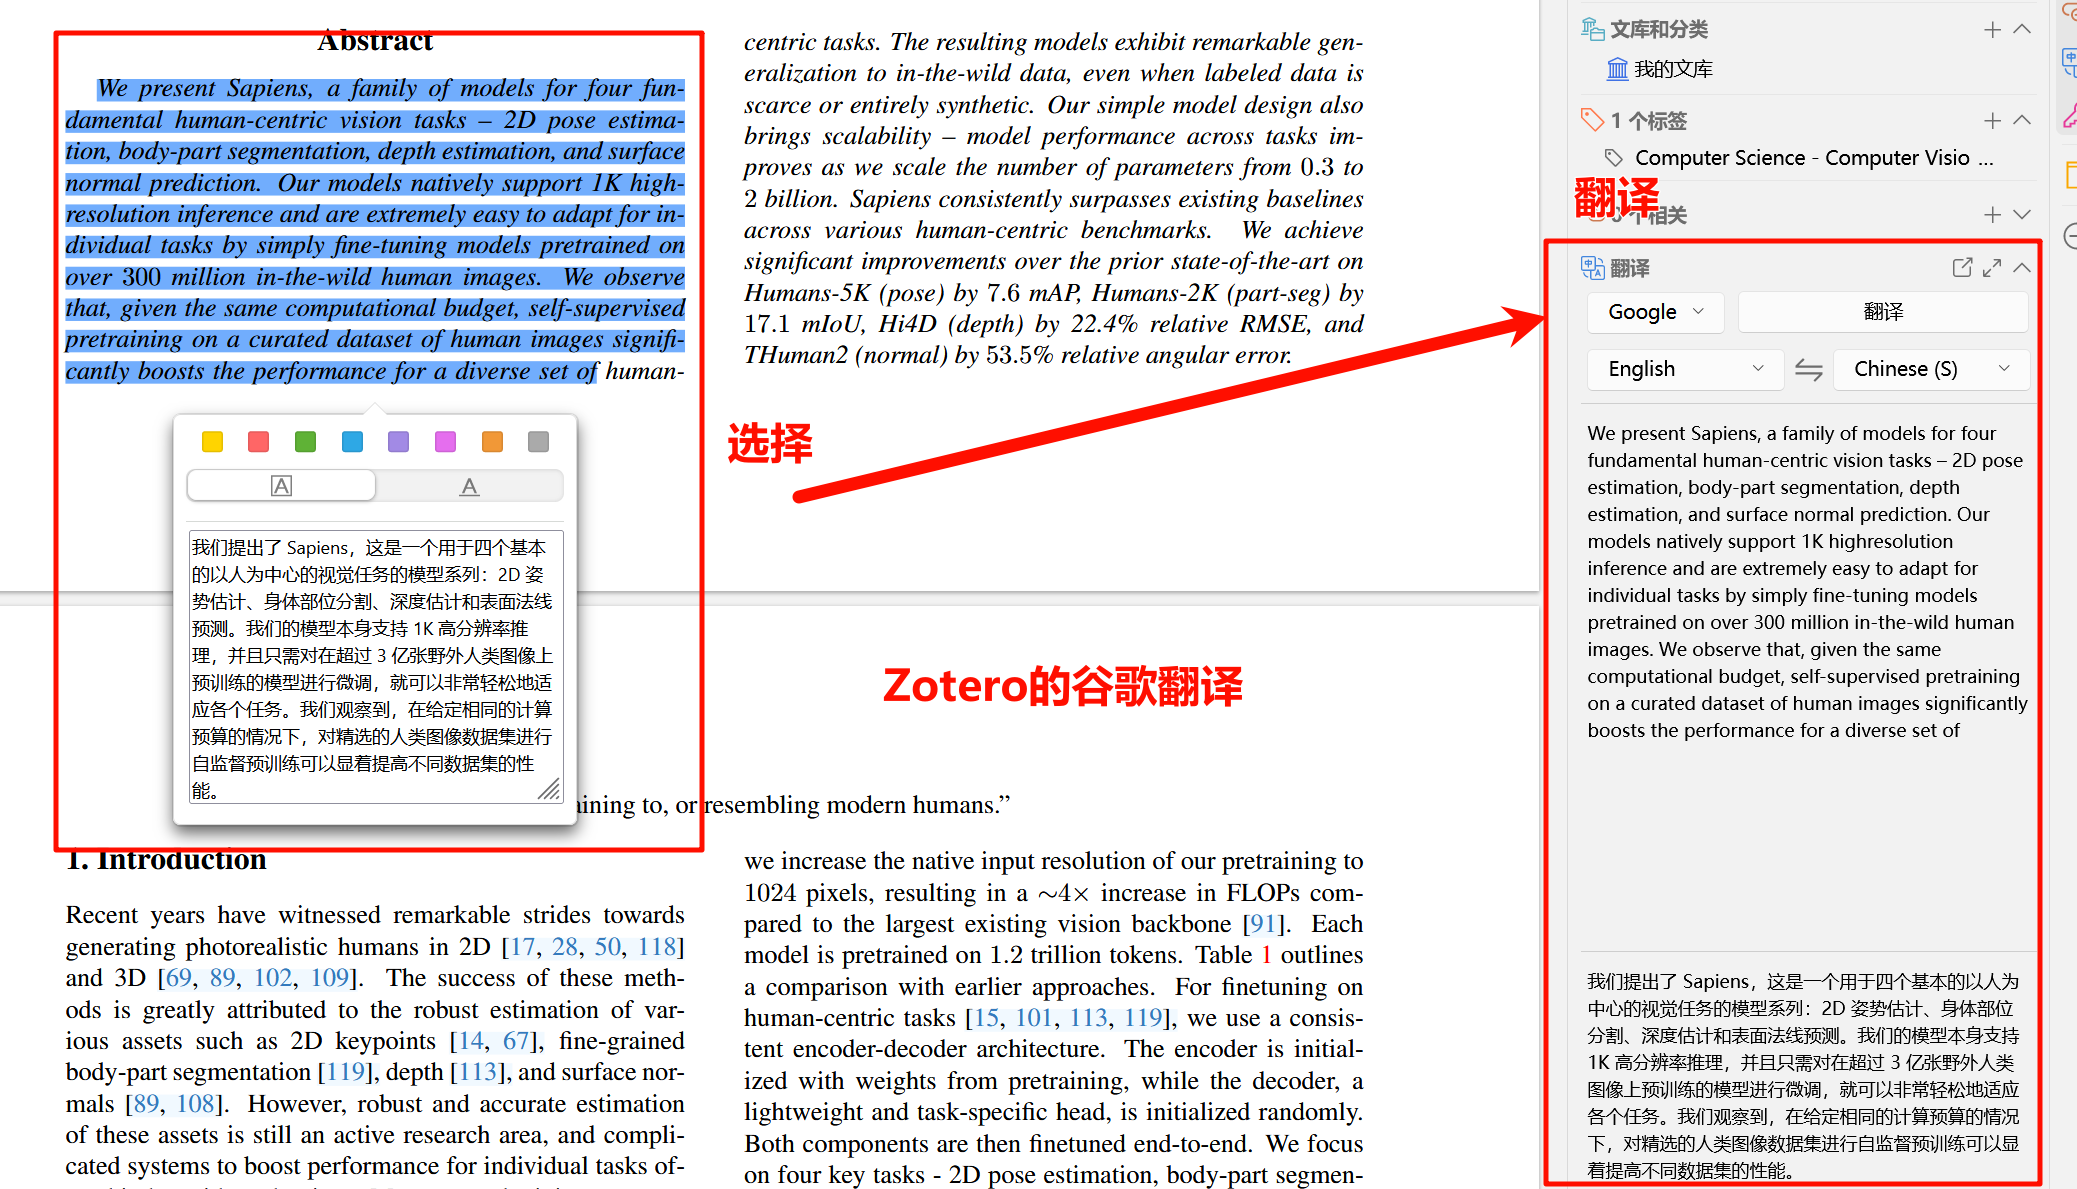 Abstract
We present Sapiens, a family of models for four fun-
damental human-centric vision tasks – 2D pose estima-
tion, body-part segmentation, depth estimation, and surface
normal prediction. Our models natively support 1K high-
resolution inference and are extremely easy to adapt for in-
dividual tasks by simply fine-tuning models pretrained on
over 300 million in-the-wild human images. We observe
that, given the same computational budget, self-supervised
pretraining on a curated dataset of human images signifi-
cantly boosts the performance for a diverse set of human-
centric tasks. The resulting models exhibit remarkable gen-
eralization to in-the-wild data, even when labeled data is
scarce or entirely synthetic. Our simple model design also
brings scalability – model performance across tasks im-
proves as we scale the number of parameters from 0.3 to
2 billion. Sapiens consistently surpasses existing baselines
across various human-centric benchmarks. We achieve
significant improvements over the prior state-of-the-art on
Humans-5K (pose) by 7.6 mAP, Humans-2K (part-seg) by
17.1 mIoU, Hi4D (depth) by 22.4% relative RMSE, and
THuman2 (normal) by 53.5% relative angular error.
A
A
我们提出了 Sapiens，这是一个用于四个基本
的以人为中心的视觉任务的模型系列：2D 姿
势估计、身体部位分割、深度估计和表面法线
预测。我们的模型本身支持 1K 高分辨率推
理，并且只需对在超过 3 亿张野外人类图像上
预训练的模型进行微调，就可以非常轻松地适
应各个任务。我们观察到，在给定相同的计算
预算的情况下，对精选的人类图像数据集进行
自监督预训练可以显着提高不同数据集的性
能。
选择
Zotero的谷歌翻译
aining to, or resembling modern humans.”
1. Introduction
Recent years have witnessed remarkable strides towards
generating photorealistic humans in 2D [17, 28, 50, 118]
and 3D [69, 89, 102, 109]. The success of these meth-
ods is greatly attributed to the robust estimation of var-
ious assets such as 2D keypoints [14, 67], fine-grained
body-part segmentation [119], depth [113], and surface nor-
mals [89, 108]. However, robust and accurate estimation
of these assets is still an active research area, and compli-
cated systems to boost performance for individual tasks of-
we increase the native input resolution of our pretraining to
1024 pixels, resulting in a ∼4× increase in FLOPs com-
pared to the largest existing vision backbone [91]. Each
model is pretrained on 1.2 trillion tokens. Table 1 outlines
a comparison with earlier approaches. For finetuning on
human-centric tasks [15, 101, 113, 119], we use a consis-
tent encoder-decoder architecture. The encoder is initial-
ized with weights from pretraining, while the decoder, a
lightweight and task-specific head, is initialized randomly.
Both components are then finetuned end-to-end. We focus
on four key tasks - 2D pose estimation, body-part segmen-
文库和分类
我的文库
1 个标签
Computer Science - Computer Visio ...
翻译
个相关
翻译
Google
翻译
English
Chinese (S)
We present Sapiens, a family of models for four
fundamental human-centric vision tasks – 2D pose
estimation, body-part segmentation, depth
estimation, and surface normal prediction. Our
models natively support 1K highresolution
inference and are extremely easy to adapt for
individual tasks by simply fine-tuning models
pretrained on over 300 million in-the-wild human
images. We observe that, given the same
computational budget, self-supervised pretraining
on a curated dataset of human images significantly
boosts the performance for a diverse set of
我们提出了 Sapiens，这是一个用于四个基本的以人为
中心的视觉任务的模型系列：2D 姿势估计、身体部位
分割、深度估计和表面法线预测。我们的模型本身支持
1K 高分辨率推理，并且只需对在超过 3 亿张野外人类
图像上预训练的模型进行微调，就可以非常轻松地适应
各个任务。我们观察到，在给定相同的计算预算的情况
下，对精选的人类图像数据集进行自监督预训练可以显
着提高不同数据集的性能。